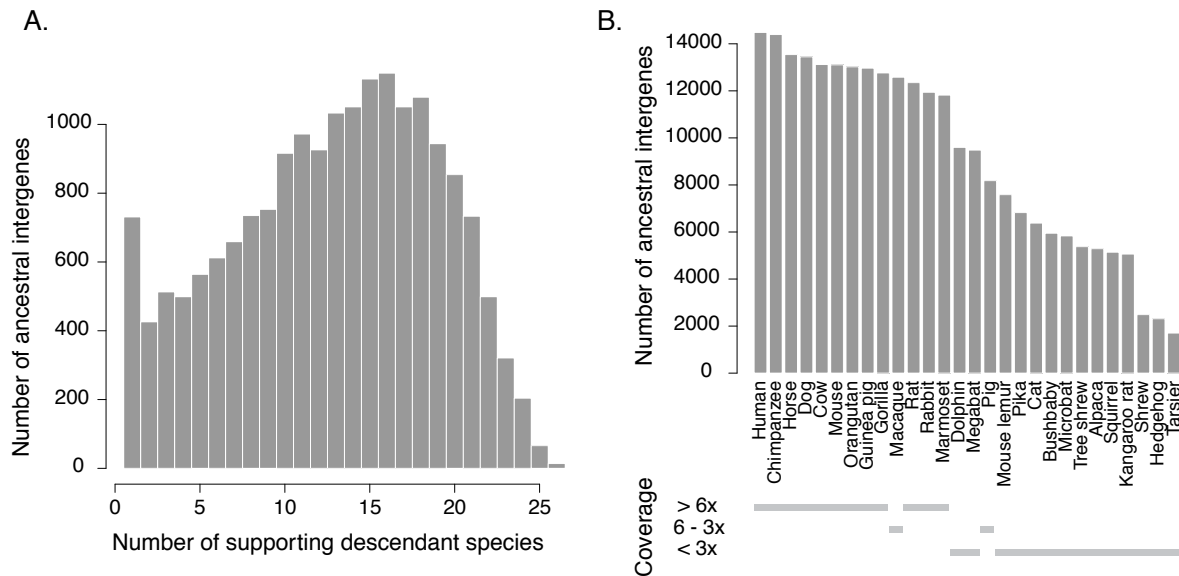 A.
Number of ancestral intergenes
1000
800
600
400
200
0
0 5 10 15 20 25
Number of supporting descendant species
B.
Number of ancestral intergenes
14000
12000
10000
8000
6000
4000
2000
0
Human
Chimpanzee
Horse
Dog
Cow
Mouse
Orangutan
Guinea pig
Gorilla
Macaque
Rat
Rabbit
Marmoset
Dolphin
Megabat
Pig
Mouse lemur
Pika
Cat
Bushbaby
Microbat
Tree shrew
Alpaca
Squirrel
Kangaroo rat
Shrew
Hedgehog
Tarsier
Coverage
> 6x
6 - 3x
< 3x